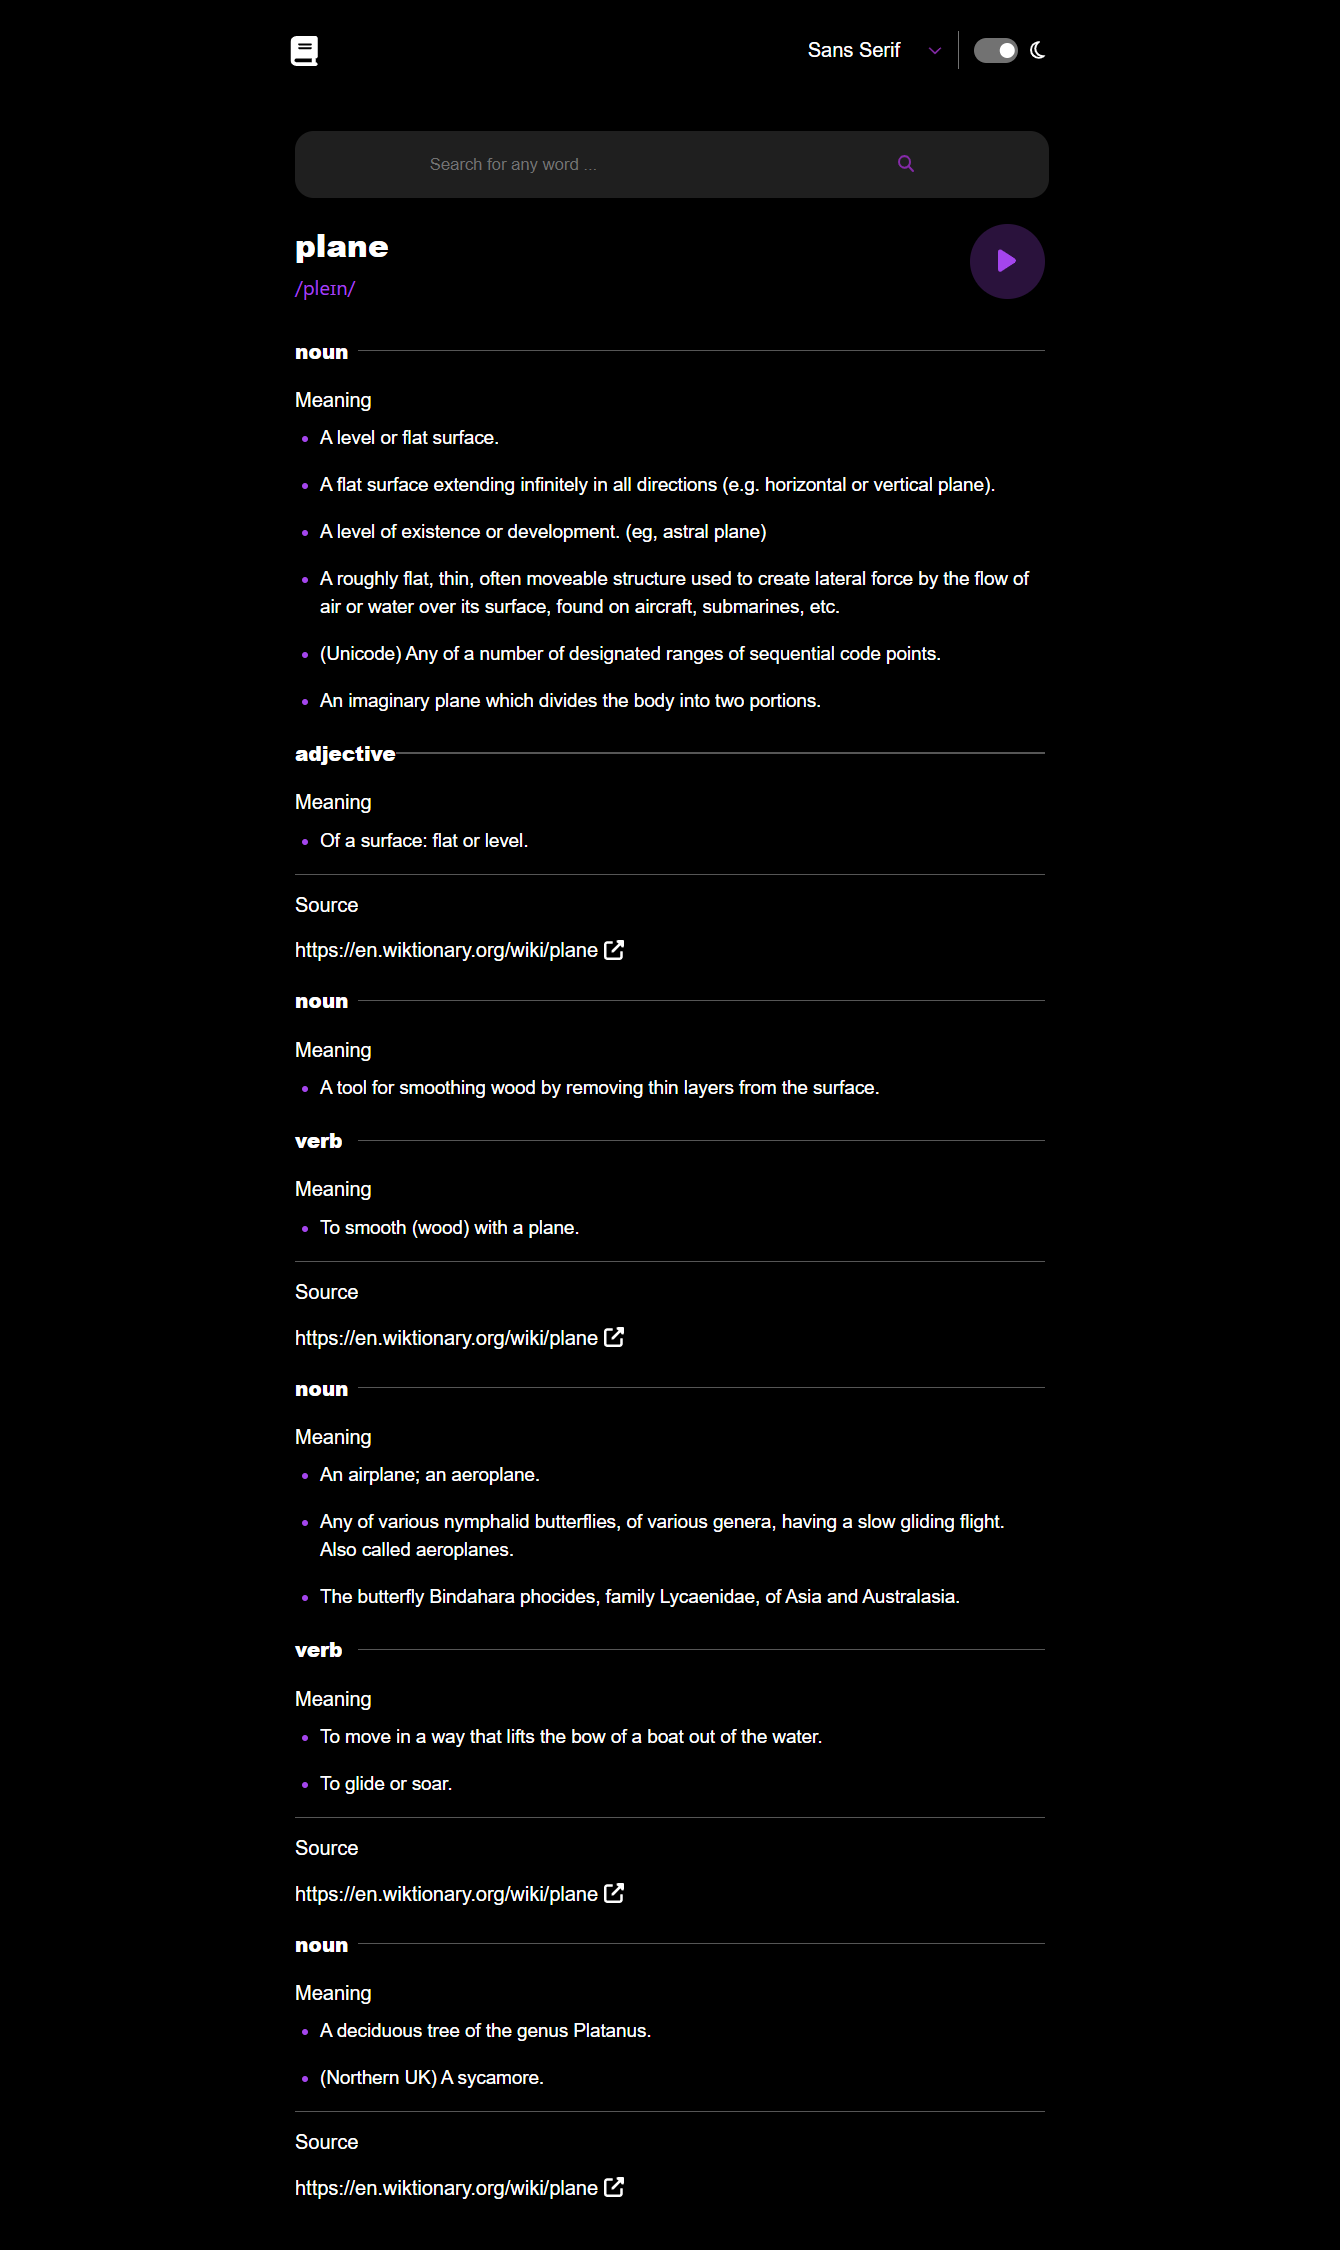 Sans Serif
Search for any word ...
plane
/pleɪn/
noun
Meaning
A level or flat surface.
A flat surface extending infinitely in all directions (e.g. horizontal or vertical plane).
A level of existence or development. (eg, astral plane)
A roughly flat, thin, often moveable structure used to create lateral force by the flow of
air or water over its surface, found on aircraft, submarines, etc.
(Unicode) Any of a number of designated ranges of sequential code points.
An imaginary plane which divides the body into two portions.
adjective
Meaning
Of a surface: flat or level.
Source
https://en.wiktionary.org/wiki/plane
noun
Meaning
A tool for smoothing wood by removing thin layers from the surface.
verb
Meaning
To smooth (wood) with a plane.
Source
https://en.wiktionary.org/wiki/plane
noun
Meaning
An airplane; an aeroplane.
Any of various nymphalid butterflies, of various genera, having a slow gliding flight.
Also called aeroplanes.
The butterfly Bindahara phocides, family Lycaenidae, of Asia and Australasia.
verb
Meaning
To move in a way that lifts the bow of a boat out of the water.
To glide or soar.
Source
https://en.wiktionary.org/wiki/plane
noun
Meaning
A deciduous tree of the genus Platanus.
(Northern UK) A sycamore.
Source
https://en.wiktionary.org/wiki/plane